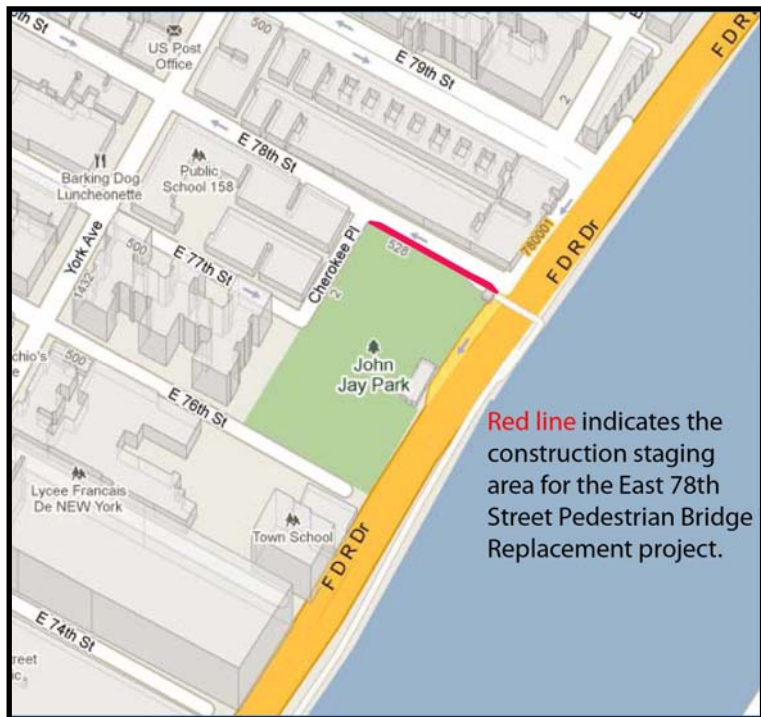 500
US Post
Office
E 79th St
F D R Dr
2
E 78th St
Barking Dog
Luncheonette
Public
School 158
780001
F D R Dr
York Ave
500
E 77th St
528
Cherokee Pl
2
1432
John
Jay Park
500
E 76th St
Red line indicates the
construction staging
area for the East 78th
Street Pedestrian Bridge
Replacement project.
Lycee Francais
De NEW York
Town School
F D R Dr
E 74th St